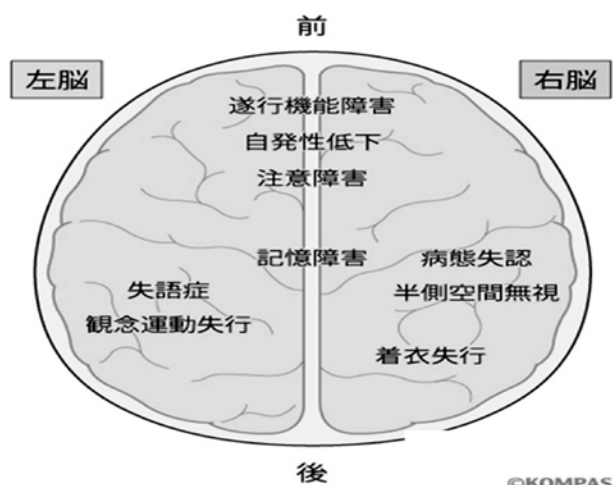 前
左脳
右脳
遂行機能障害
自発性低下
注意障害
記憶障害
病態失認
失語症
半側空間無視
観念運動失行
着衣失行
後
©KOMPAS